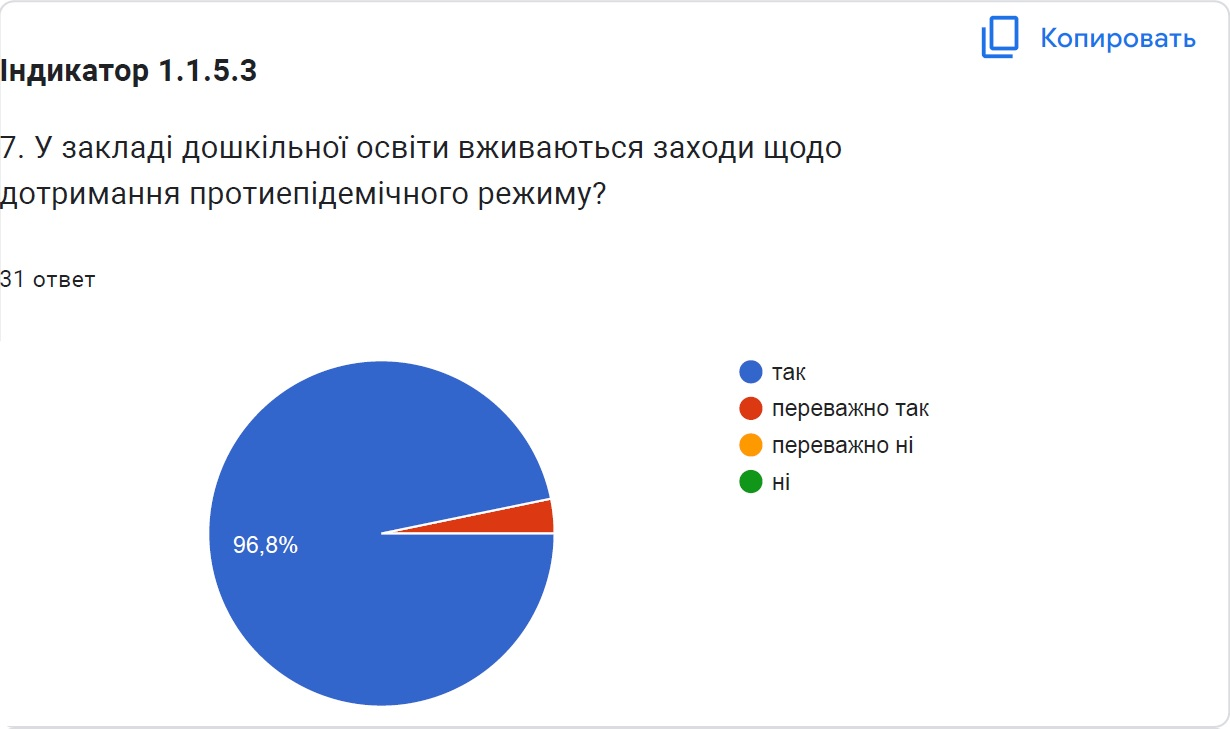 Копировать
Індикатор 1.1.5.3
7. У закладі дошкільної освіти вживаються заходи щодо
дотримання протиепідемічного режиму?
31 ответ
так
переважно так
переважно ні
ні
96,8%